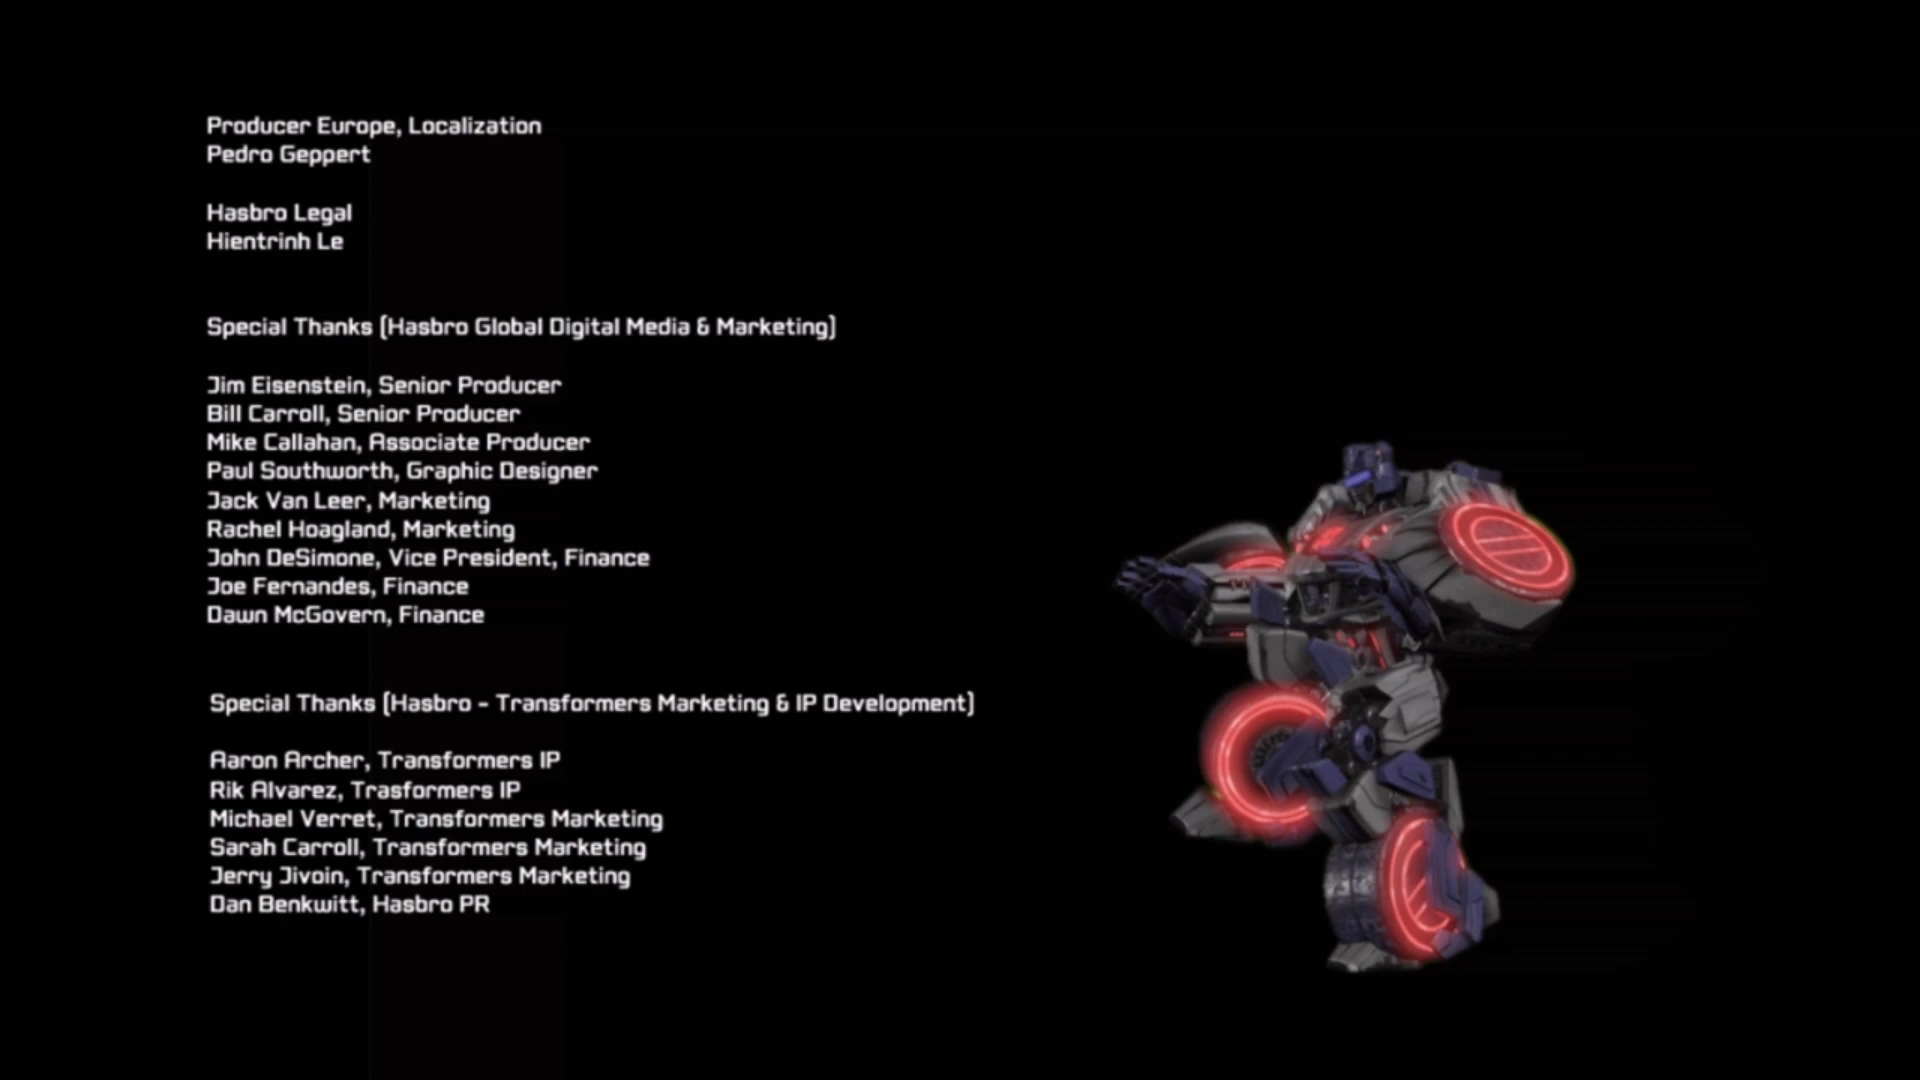 Producer Europe, Localization
Pedro Geppert
Hasbro Legal
Hientrinh Le
Special Thanks (Hasbro Global Digital Media & Marketing)
Jim Eisenstein, Senior Producer
Bill Carroll, Senior Producer
Mike Callahan, Associate Producer
Paul Southworth, Graphic Designer
Jack Van Leer, Marketing
Rachel Hoagland, Marketing
John DeSimone, Vice President, Finance
Joe Fernandes, Finance
Dawn McGovern, Finance
Special Thanks (Hasbro - Transformers Marketing & IP Development)
Aaron Archer, Transformers IP
Rik Alvarez, Trasformers IP
Michael Verret, Transformers Marketing
Sarah Carroll, Transformers Marketing
Jerry Jivoin, Transformers Marketing
Dan Benkwitt, Hasbro PR